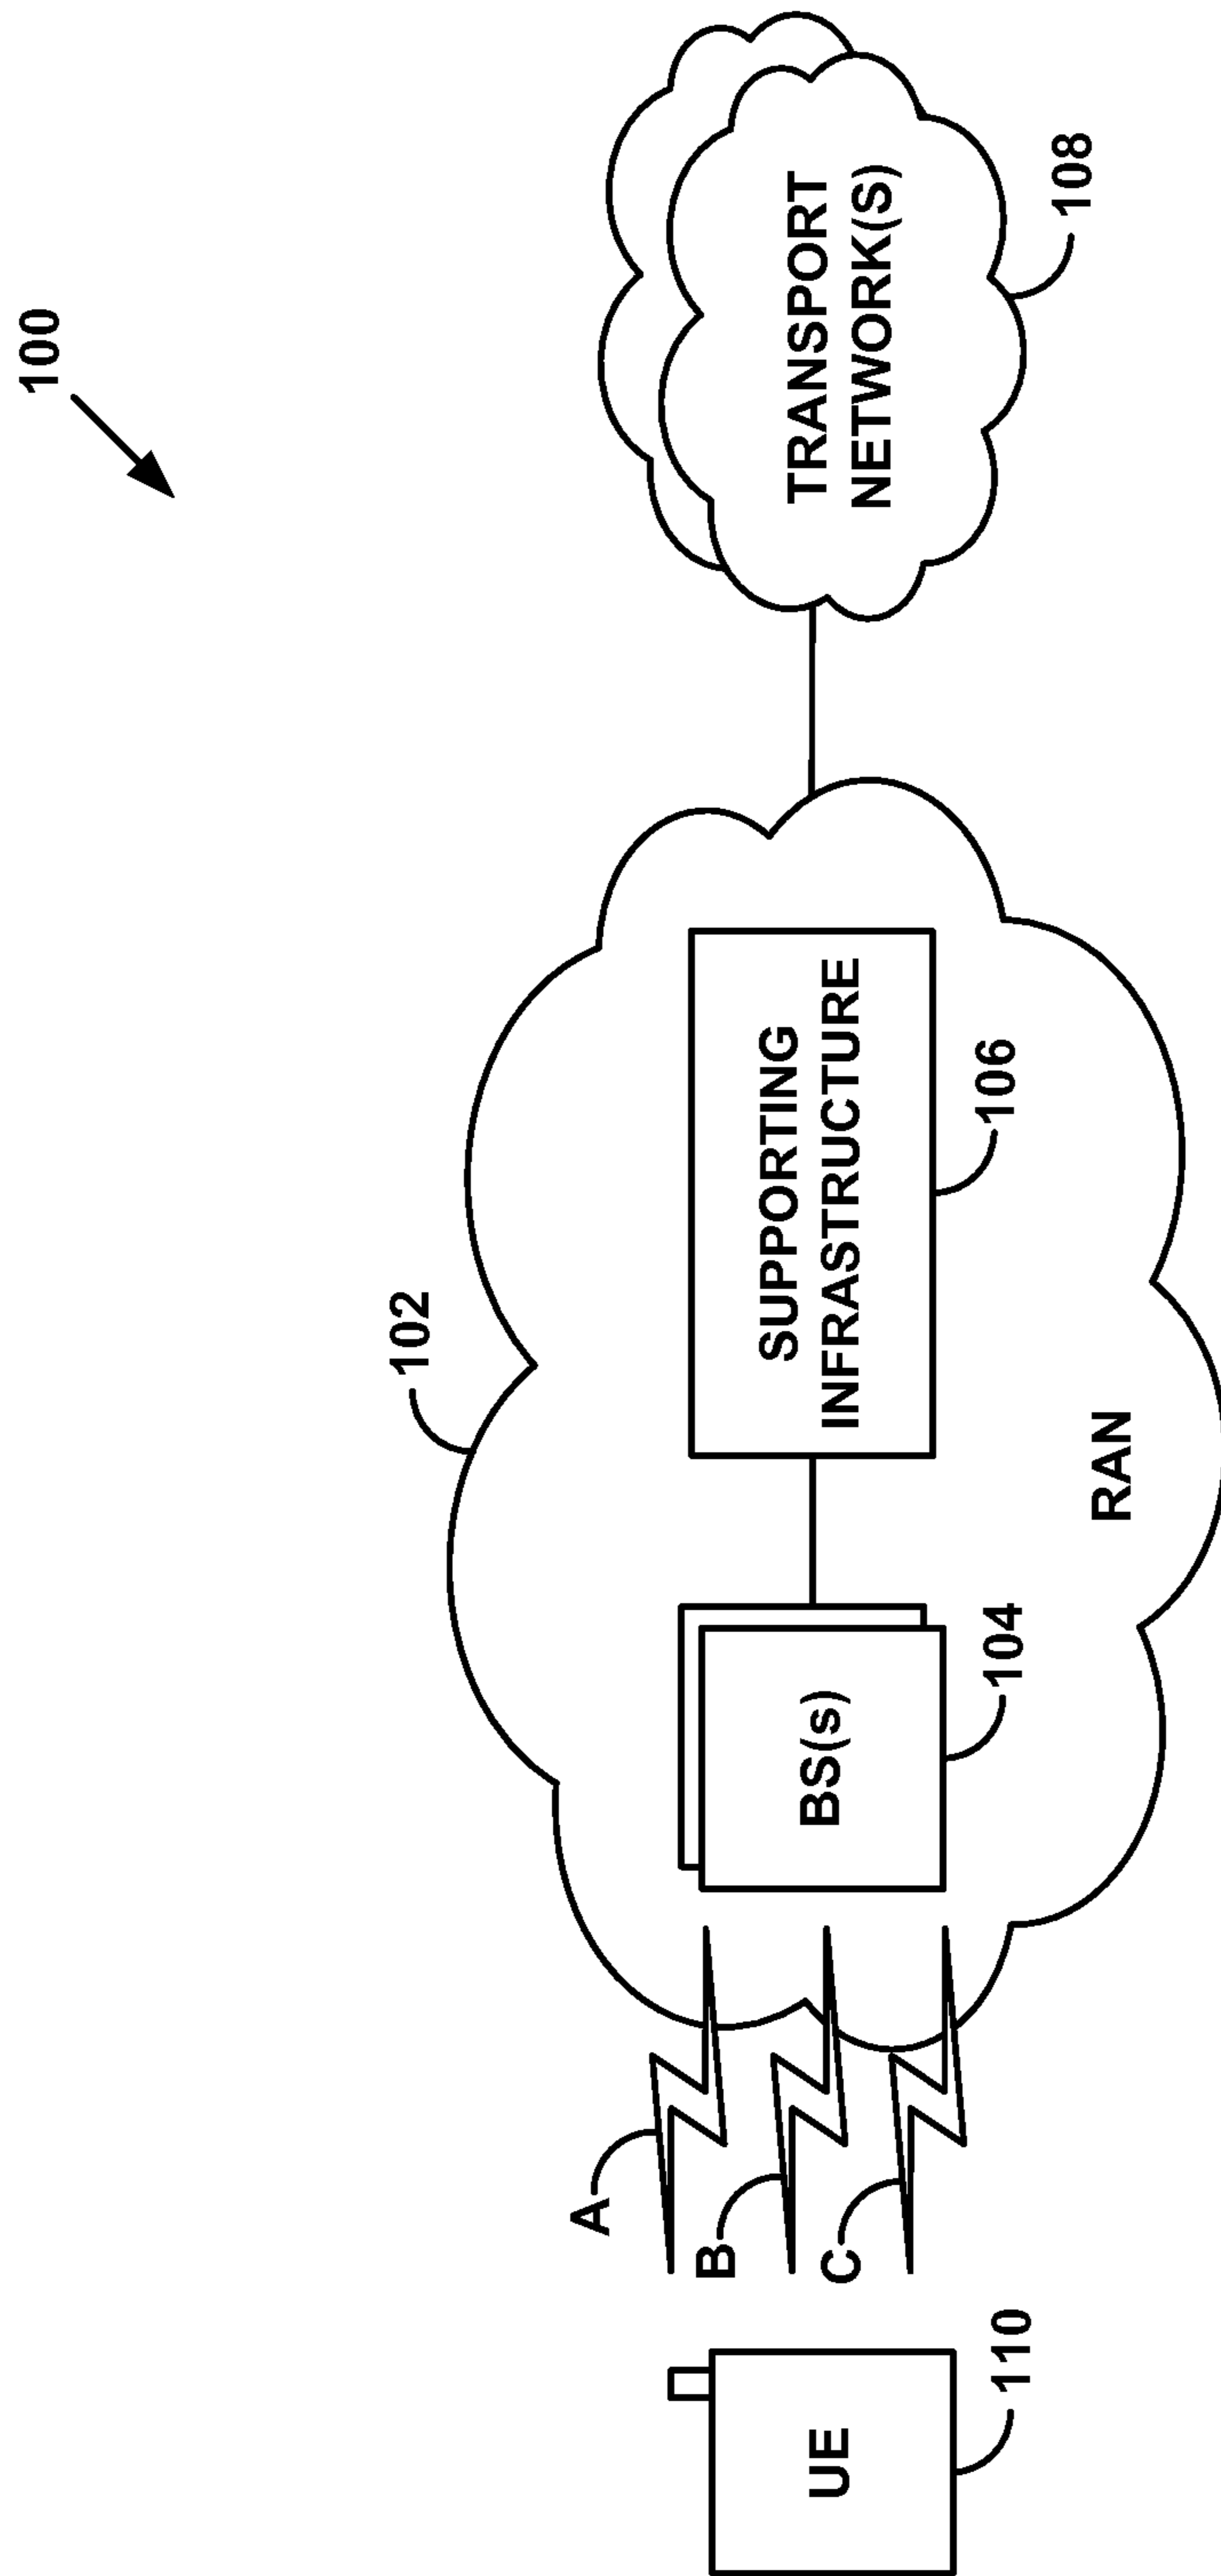 100
102
A
B
C
UE
110
BS(s)
104
SUPPORTING
INFRASTRUCTURE
106
RAN
TRANSPORT
NETWORK(S)
108